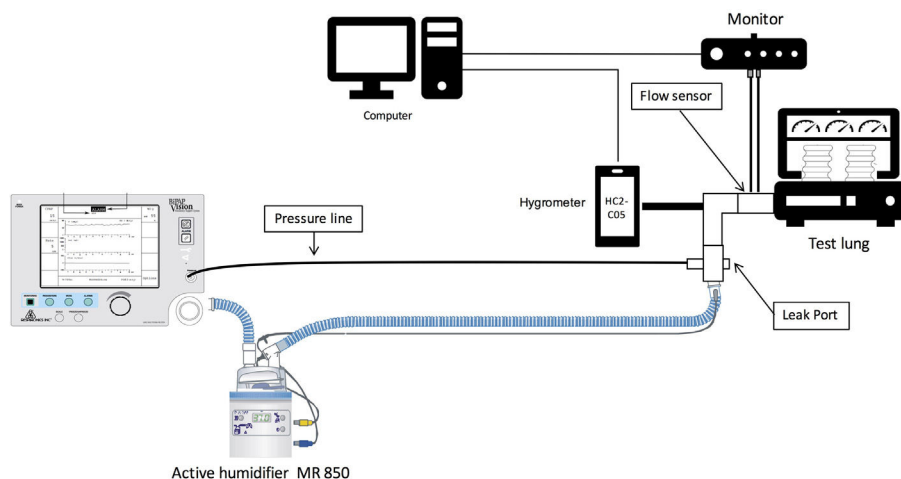 Monitor
Flow sensor
Computer
Hygrometer
HC2-
C05
Test lung
BiPAP
Vision
Pressure line
Leak Port
Active humidifier MR 850